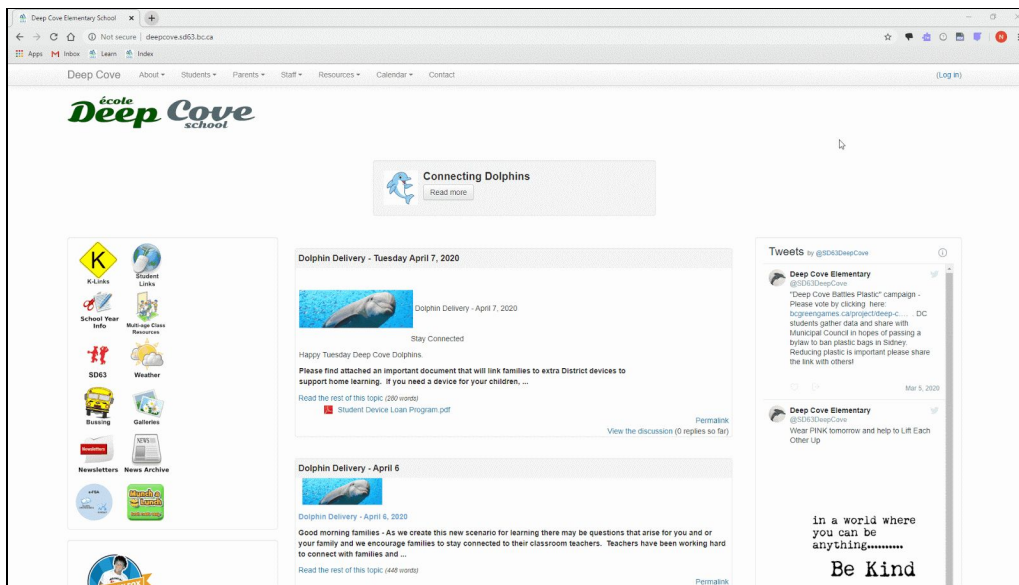 Deep Cove Elementary School
Not secure | deepcove.sd63.bc.ca
Apps Inbox Learn Index
Deep Cove About Students Parents Staff Resources Calendar Contact (Log in)
école
Deep Cove
school
Connecting Dolphins
Read more
K-Links
Student
Links
School Year
Info
Multi-age Class
Resources
SD63
Weather
Bussing
Galleries
Newsletters
NEWS
Newsletters
News Archive
Munch a
Lunch
Dolphin Delivery - Tuesday April 7, 2020
Dolphin Delivery - April 7, 2020
Stay Connected
Happy Tuesday Deep Cove Dolphins.
Please find attached an important document that will link families to extra District devices to
support home learning. If you need a device for your children, ...
Read the rest of this topic (280 words)
Student Device Loan Program.pdf
Permalink
View the discussion (0 replies so far)
Dolphin Delivery - April 6
Dolphin Delivery - April 6, 2020
Good morning families - As we create this new scenario for learning there may be questions that arise for you and or
your family and we encourage families to stay connected to their classroom teachers. Teachers have been working hard
to connect with families and ...
Read the rest of this topic (448 words)
Permalink
Tweets by @SD63DeepCove
Deep Cove Elementary
@SD63DeepCove
"Deep Cove Battles Plastic" campaign -
Please vote by clicking here:
bcgreengames.ca/project/deep-c… . DC
students gather data and share with
Municipal Council in hopes of passing a
bylaw to ban plastic bags in Sidney.
Reducing plastic is important please share
the link with others!
Mar 5, 2020
Deep Cove Elementary
@SD63DeepCove
Wear PINK tomorrow and help to Lift Each
Other Up
in a world where
you can be
anything..........
Be Kind